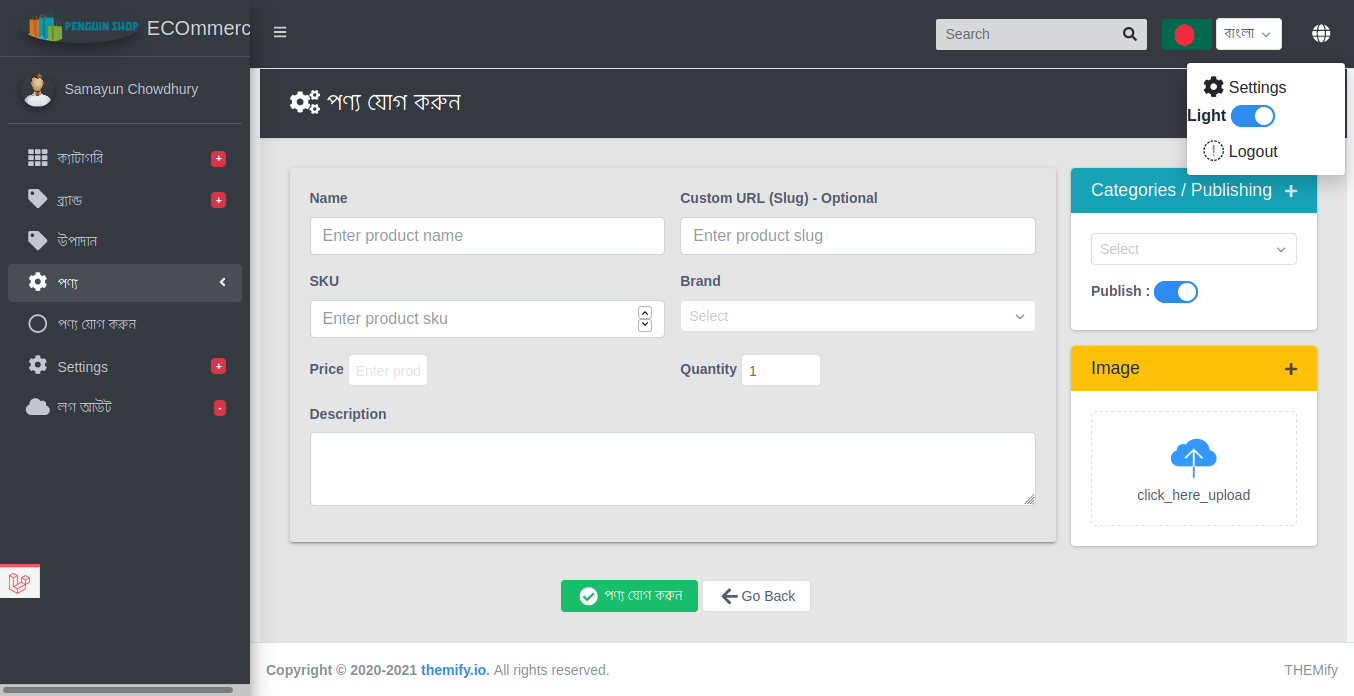 PENGUIN SHOP
ECOmmerc
Search
বাংলা
Samayun Chowdhury
Settings
Light
Logout
পণ্য যোগ করুন
ক্যাটাগরি
+
ব্র্যান্ড
+
উপাদান
পণ্য
পণ্য যোগ করুন
Settings
+
লগ আউট
-
Name
Custom URL (Slug) - Optional
Enter product name
Enter product slug
SKU
Brand
Enter product sku
Select
Price
Enter prod
Quantity
1
Description
Categories / Publishing
+
Select
Publish :
Image
+
click_here_upload
পণ্য যোগ করুন
Go Back
Copyright © 2020-2021 themify.io. All rights reserved.
THEMify